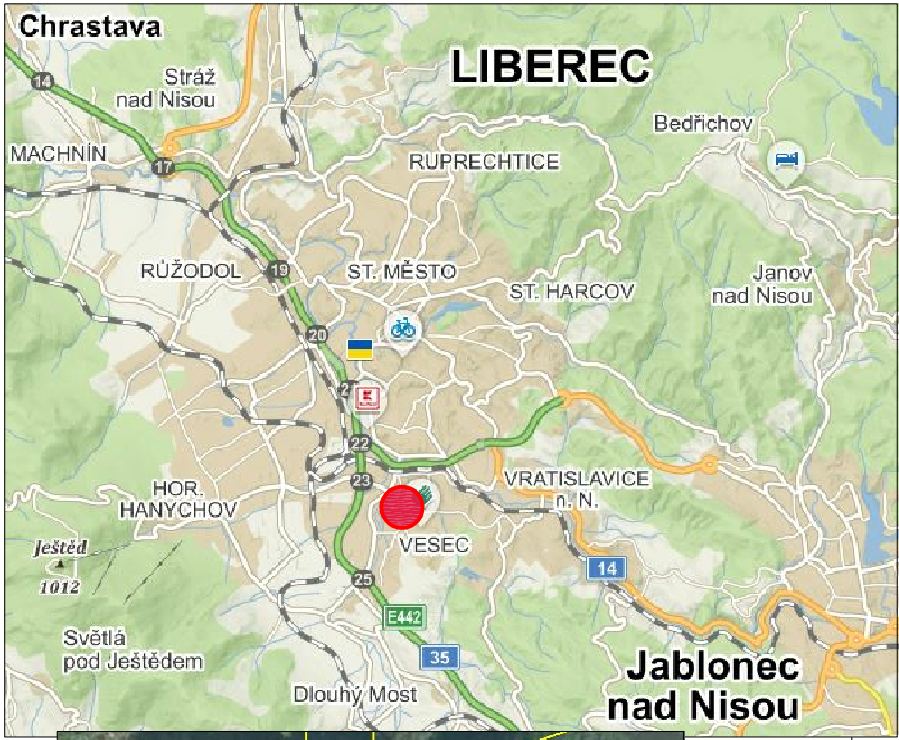 Chrastava
LIBEREC
14
Stráž
nad Nisou
Bedřichov
MACHNÍN
17
RUPRECHTICE
RŮŽODOL
19
ST. MĚSTO
ST. HARCOV
Janov
nad Nisou
20
22
23
HOR.
HANYCHOV
VRATISLAVICE
n. N.
VESEC
Ještěd
1012
25
14
E442
Světlá
pod Ještědem
35
Dlouhý Most
Jablonec
nad Nisou